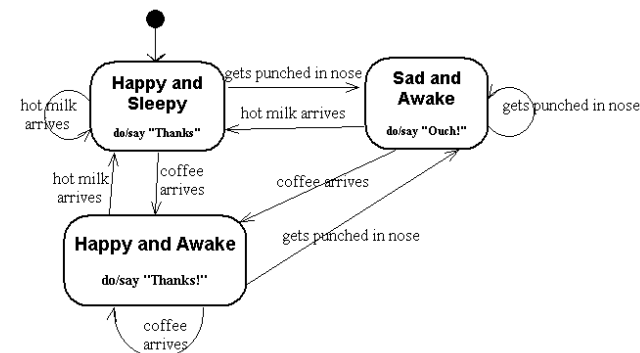 Happy and
Sleepy
do/say "Thanks"
gets punched in nose
Sad and
Awake
do/say "Ouch!"
hot milk
arrives
hot milk arrives
gets punched in nose
hot milk
arrives
coffee
arrives
coffee arrives
Happy and Awake
do/say "Thanks!"
gets punched in nose
coffee
arrives